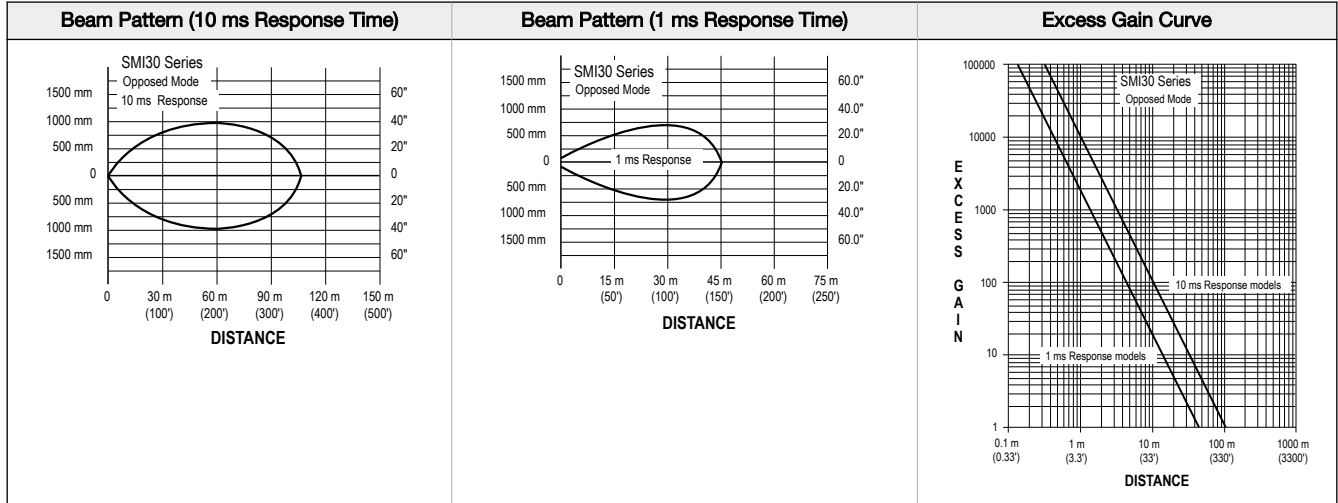 Beam Pattern (10 ms Response Time)
SMI30 Series
Opposed Mode
10 ms Response
1500 mm
1000 mm
500 mm
0
500 mm
1000 mm
1500 mm
60"
40"
20"
0
20"
40"
60"
0 30 m 60 m 90 m 120 m 150 m
(100') (200') (300') (400') (500')
DISTANCE
Beam Pattern (1 ms Response Time)
SMI30 Series
Opposed Mode
1 ms Response
1500 mm
1000 mm
500 mm
0
500 mm
1000 mm
1500 mm
60.0"
40.0"
20.0"
0
20.0"
40.0"
60.0"
0 15 m 30 m 45 m 60 m 75 m
(50') (100') (150') (200') (250')
DISTANCE
Excess Gain Curve
SMI30 Series
Opposed Mode
EXCESS GAIN
100000
10000
1000
100
10
1
10 ms Response models
1 ms Response models
0.1 m 1 m 10 m 100 m 1000 m
(0.33') (3.3') (33') (330') (3300')
DISTANCE